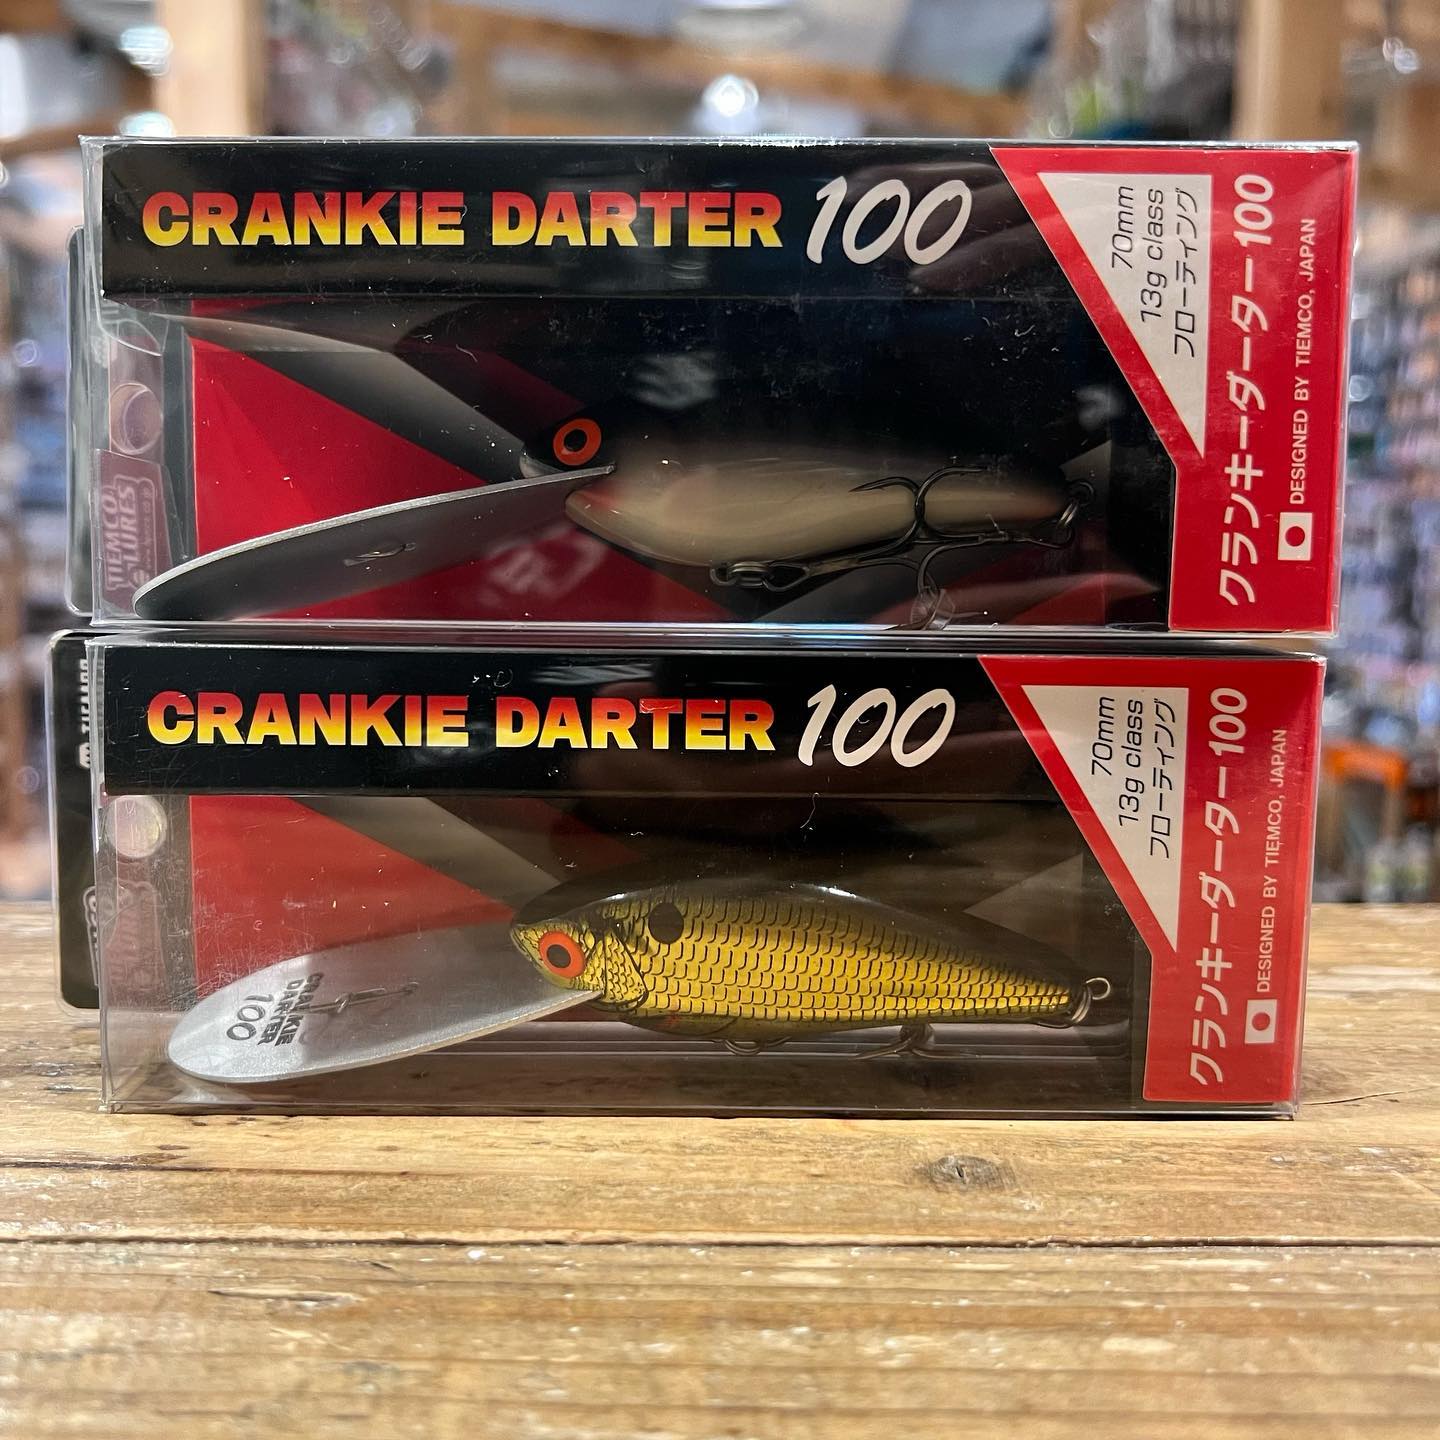 CRANKIE DARTER 100
70mm
13g class
フローティング
クランキーダーター100
DESIGNED BY TIEMCO, JAPAN
TIEMCO
CRANKIE DARTER 100
70mm
13g class
フローティング
クランキーダーター100
DESIGNED BY TIEMCO, JAPAN
CRANKIE
DARTER
100